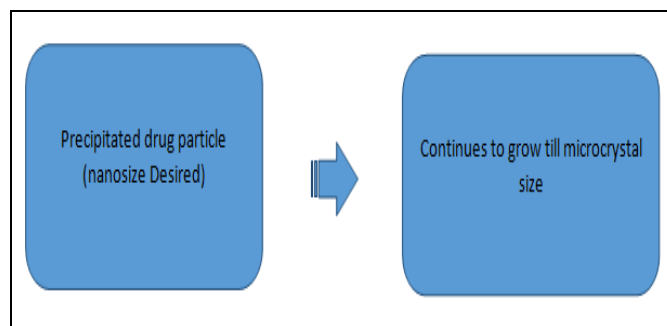 Precipitated drug particle
(nanosize Desired)
Continues to grow till microcrystal
size